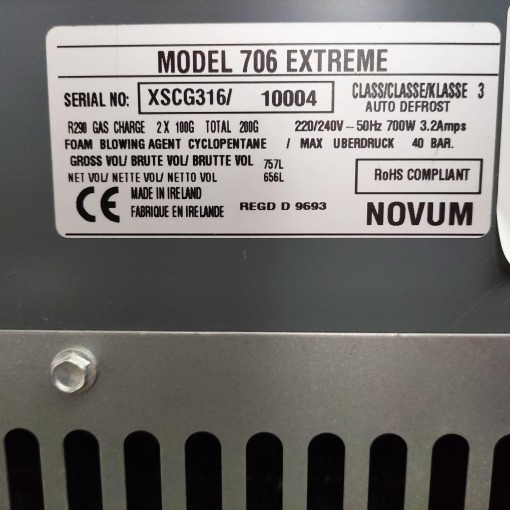 MODEL 706 EXTREME
SERIAL NO: XSCG316/ 10004 CLASS/CLASSE/KLASSE 3
AUTO DEFROST
R290 GAS CHARGE 2 X 100G TOTAL 200G 220/240V ~ 50Hz 700W 3.2Amps
FOAM BLOWING AGENT CYCLOPENTANE / MAX UBERDRUCK 40 BAR.
GROSS VOL/ BRUTE VOL/ BRUTTE VOL 757L
NET VOL/ NETTE VOL/ NETTO VOL 656L
RoHS COMPLIANT
CE MADE IN IRELAND
FABRIQUE EN IRELANDE REGD D 9693 NOVUM